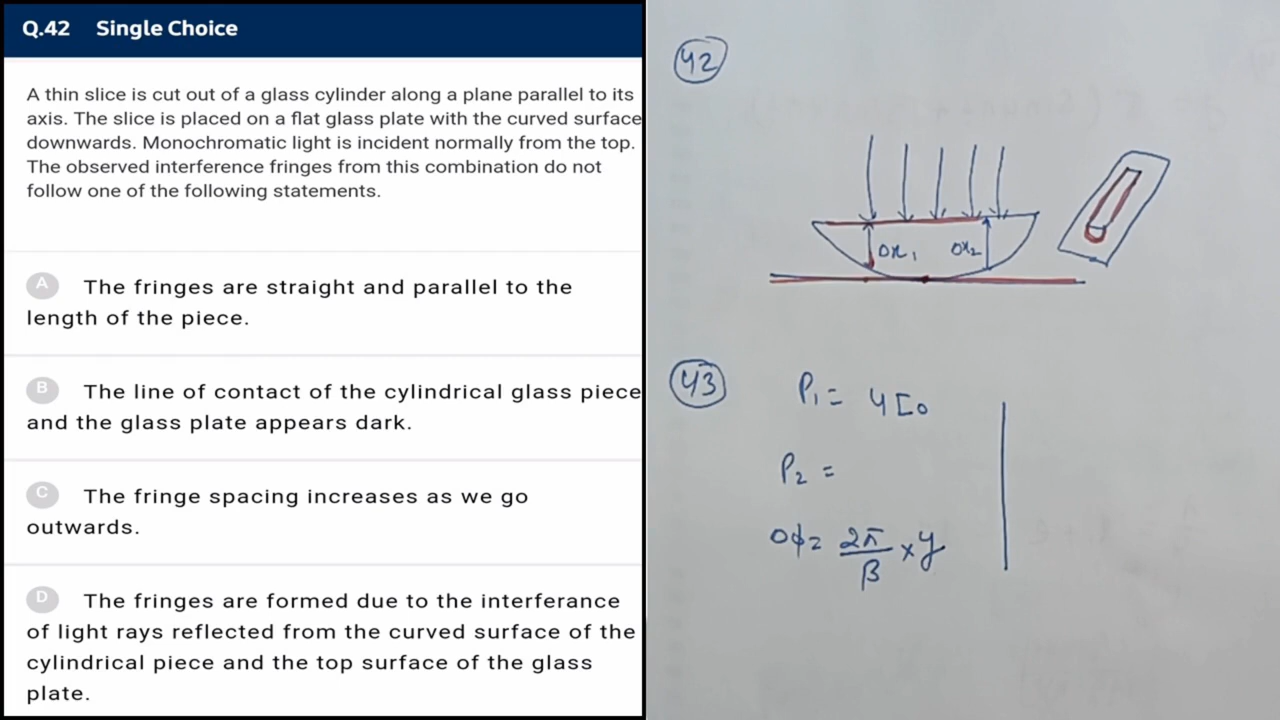 Q.42 Single Choice
A thin slice is cut out of a glass cylinder along a plane parallel to its
axis. The slice is placed on a flat glass plate with the curved surface
downwards. Monochromatic light is incident normally from the top.
The observed interference fringes from this combination do not
follow one of the following statements.
A The fringes are straight and parallel to the
length of the piece.
B The line of contact of the cylindrical glass piece
and the glass plate appears dark.
C The fringe spacing increases as we go
outwards.
D The fringes are formed due to the interferance
of light rays reflected from the curved surface of the
cylindrical piece and the top surface of the glass
plate.
42
Δx₁ Δx₂
43
P₁ = 4I₀
P₂ =
Δφ = 2π/β × y